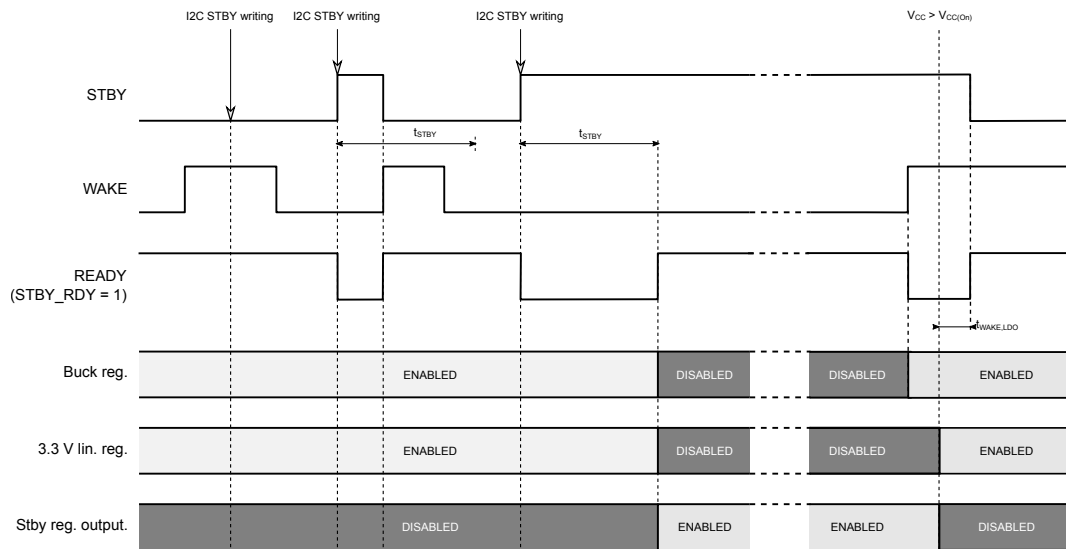 I2C STBY writing
I2C STBY writing
I2C STBY writing
VCC > VCC(On)
STBY
tSTBY
tSTBY
WAKE
READY
(STBY_RDY = 1)
tWAKE,LDO
Buck reg.
ENABLED
DISABLED
DISABLED
ENABLED
3.3 V lin. reg.
ENABLED
DISABLED
DISABLED
ENABLED
Stby reg. output.
DISABLED
ENABLED
ENABLED
DISABLED